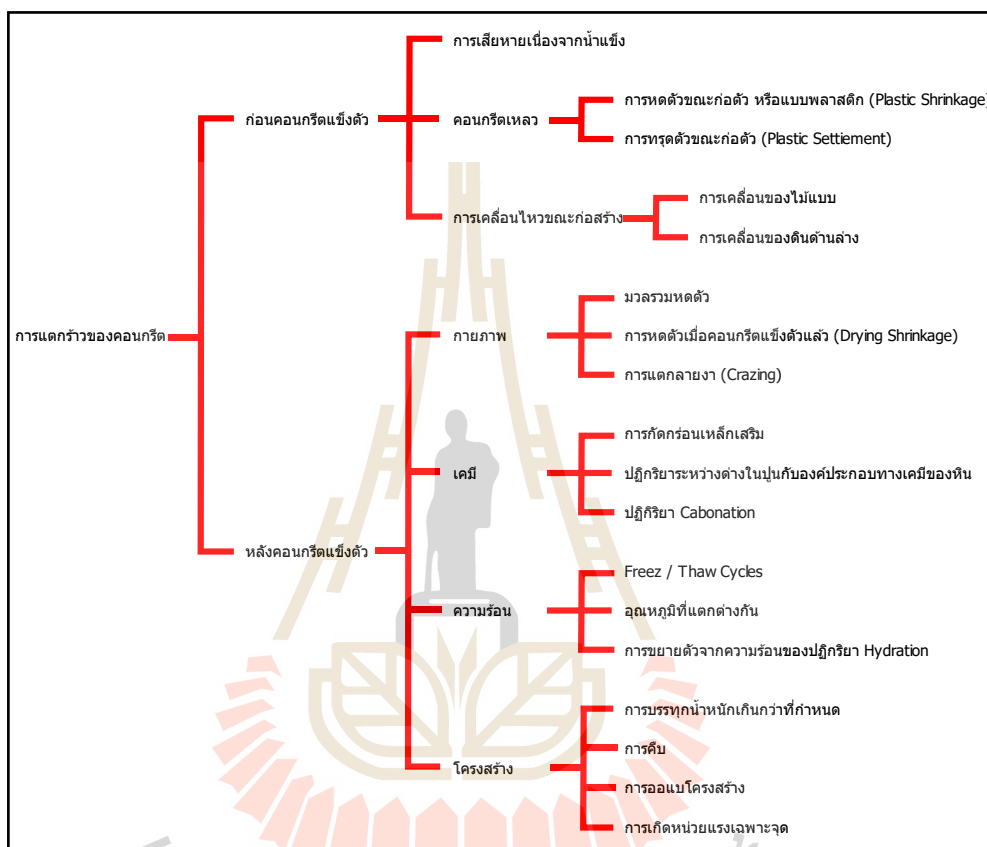 การเสียหายเนื่องจากน้ำแข็ง
ก่อนคอนกรีตแข็งตัว
คอนกรีตเหลว
การหดตัวขณะก่อตัว หรือแบบพลาสติก (Plastic Shrinkage)
การทรุดตัวขณะก่อตัว (Plastic Settiement)
การเคลื่อนไหวขณะก่อสร้าง
การเคลื่อนของไม้แบบ
การเคลื่อนของดินด้านล่าง
การแตกร้าวของคอนกรีต
กายภาพ
มวลรวมหดตัว
การหดตัวเมื่อคอนกรีตแข็งตัวแล้ว (Drying Shrinkage)
การแตกลายงา (Crazing)
เคมี
การกัดกร่อนเหล็กเสริม
ปฏิกริยาระหว่างด่างในปูนกับองค์ประกอบทางเคมีของหิน
ปฏิกิริยา Cabonation
หลังคอนกรีตแข็งตัว
ความร้อน
Freez / Thaw Cycles
อุณหภูมิที่แตกต่างกัน
การขยายตัวจากความร้อนของปฏิกริยา Hydration
โครงสร้าง
การบรรทุกน้ำหนักเกินกว่าที่กำหนด
การคืบ
การออแบโครงสร้าง
การเกิดหน่วยแรงเฉพาะจุด